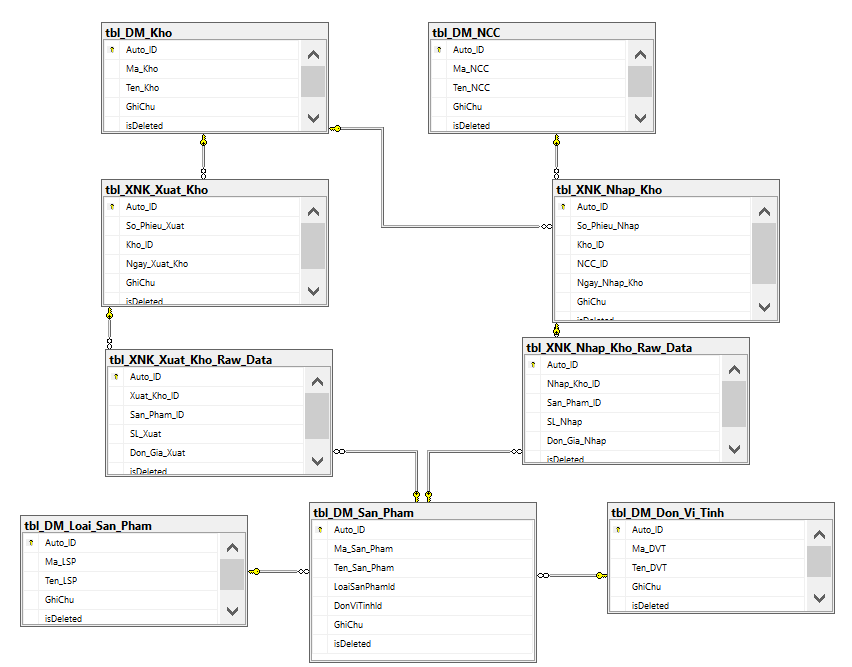 tbl_DM_Kho
Auto_ID
Ma_Kho
Ten_Kho
GhiChu
isDeleted
tbl_DM_NCC
Auto_ID
Ma_NCC
Ten_NCC
GhiChu
isDeleted
tbl_XNK_Xuat_Kho
Auto_ID
So_Phieu_Xuat
Kho_ID
Ngay_Xuat_Kho
GhiChu
isDeleted
tbl_XNK_Nhap_Kho
Auto_ID
So_Phieu_Nhap
Kho_ID
NCC_ID
Ngay_Nhap_Kho
GhiChu
isDeleted
tbl_XNK_Xuat_Kho_Raw_Data
Auto_ID
Xuat_Kho_ID
San_Pham_ID
SL_Xuat
Don_Gia_Xuat
isDeleted
tbl_XNK_Nhap_Kho_Raw_Data
Auto_ID
Nhap_Kho_ID
San_Pham_ID
SL_Nhap
Don_Gia_Nhap
isDeleted
tbl_DM_Loai_San_Pham
Auto_ID
Ma_LSP
Ten_LSP
GhiChu
isDeleted
tbl_DM_San_Pham
Auto_ID
Ma_San_Pham
Ten_San_Pham
LoaiSanPhamId
DonViTinhId
GhiChu
isDeleted
tbl_DM_Don_Vi_Tinh
Auto_ID
Ma_DVT
Ten_DVT
GhiChu
isDeleted